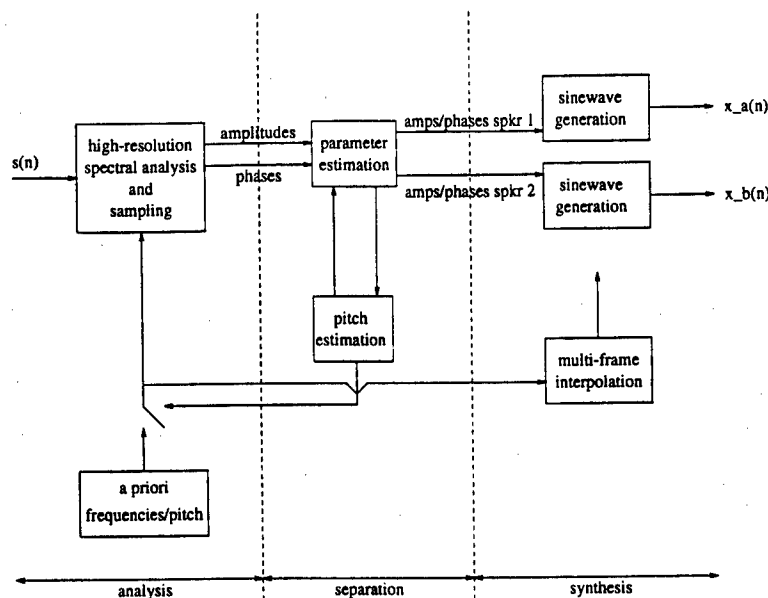 s(n)
high-resolution
spectral analysis
and
sampling
amplitudes
phases
parameter
estimation
amps/phases spkr 1
amps/phases spkr 2
sinewave
generation
x_a(n)
sinewave
generation
x_b(n)
pitch
estimation
multi-frame
interpolation
a priori
frequencies/pitch
analysis
separation
synthesis